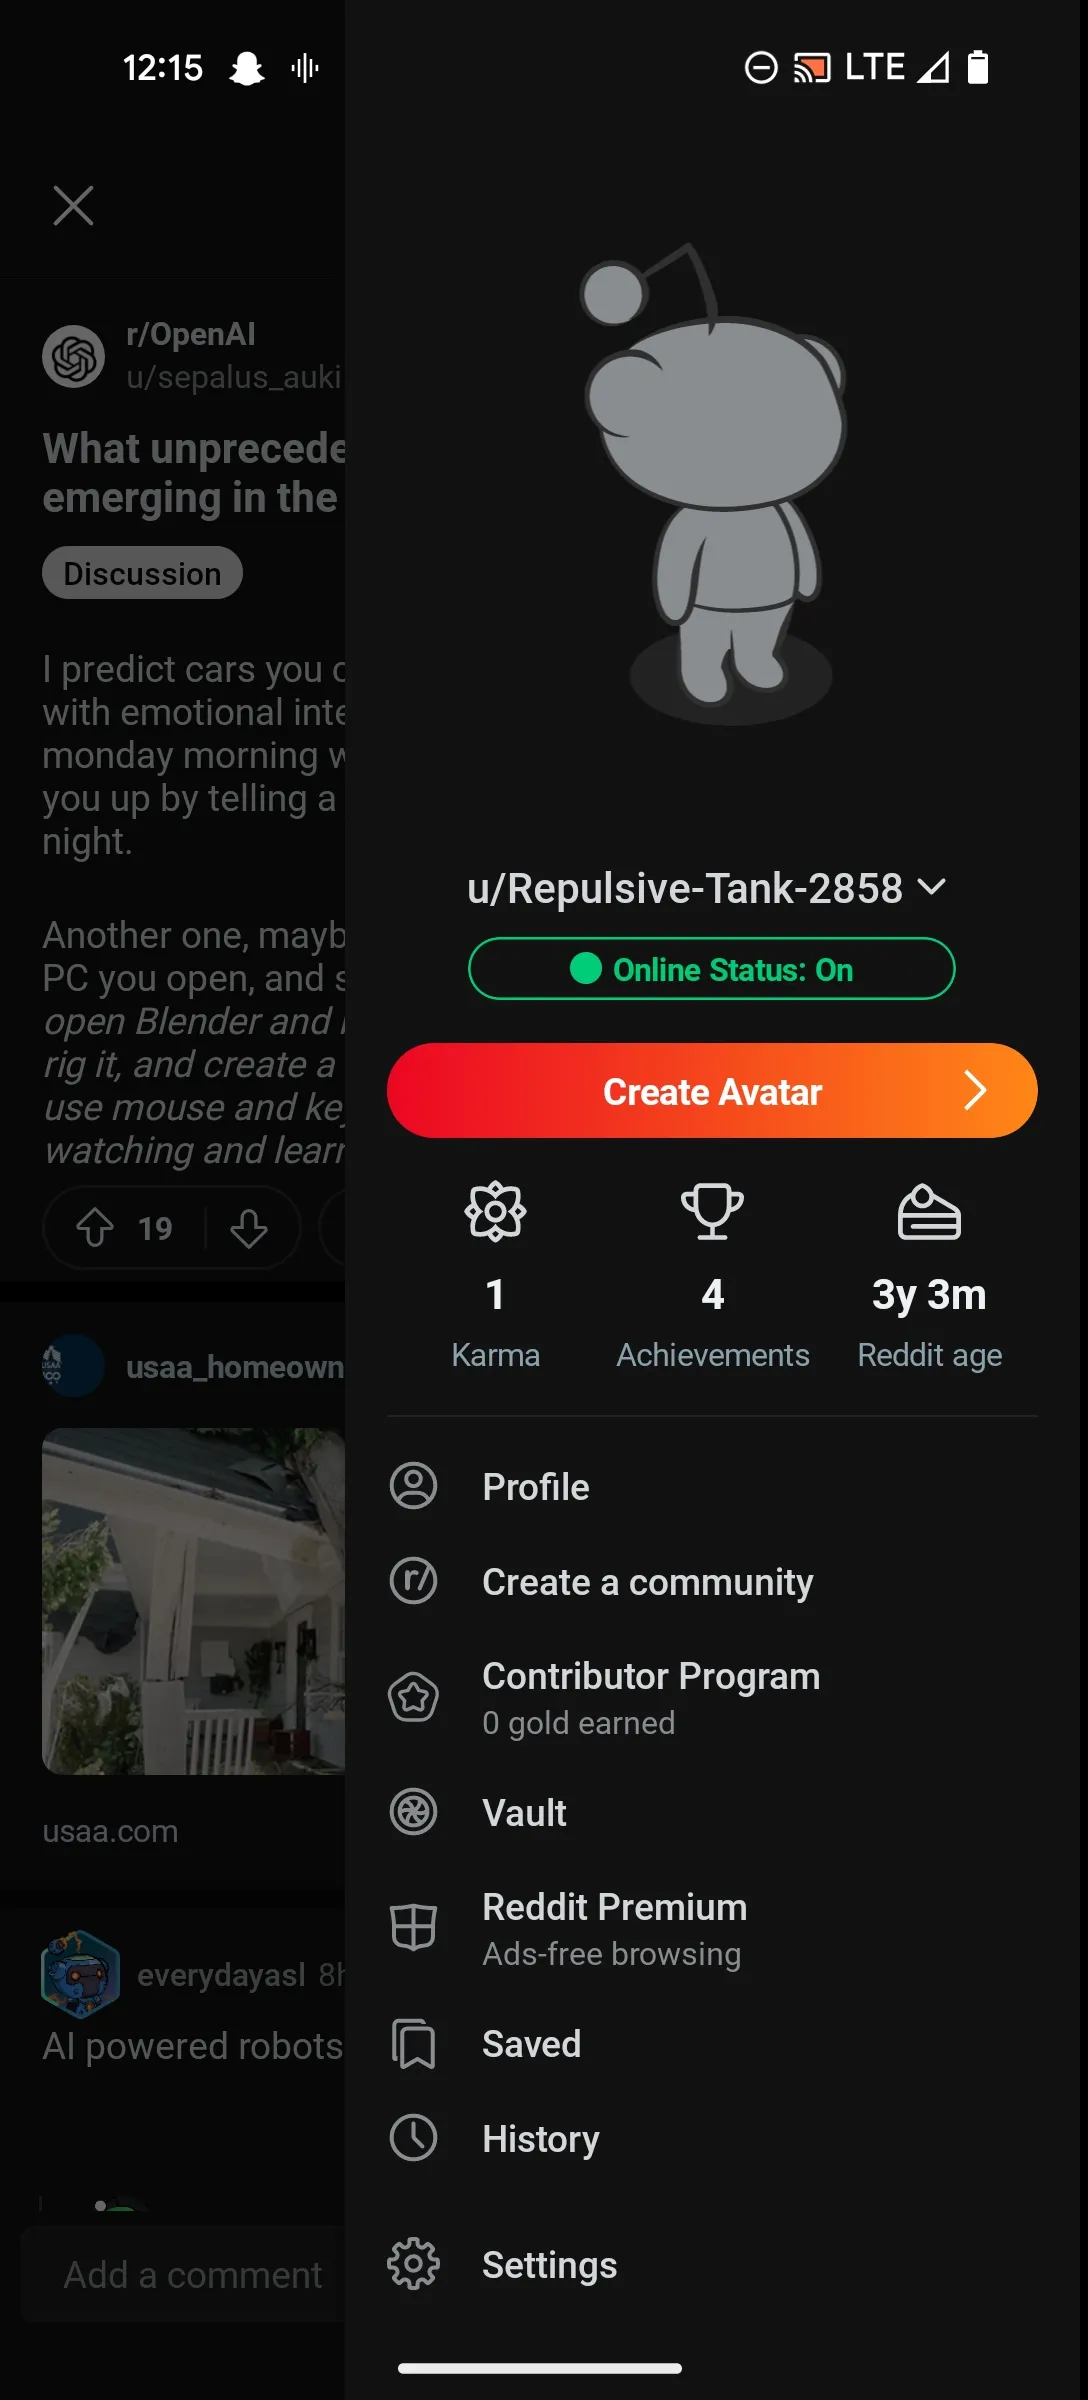 12:15
LTE
r/OpenAI
u/sepalus_auki
What unprecede
emerging in the
Discussion
I predict cars you
with emotional inte
monday morning
you up by telling a
night.
Another one, mayb
PC you open, and s
open Blender and
rig it, and create a
use mouse and key
watching and learn
19
usaa_homeown
usaa.com
everydayasl 8h
AI powered robots
Add a comment
u/Repulsive-Tank-2858
Online Status: On
Create Avatar
1
Karma
4
Achievements
3y 3m
Reddit age
Profile
r/
Create a community
Contributor Program
0 gold earned
Vault
Reddit Premium
Ads-free browsing
Saved
History
Settings